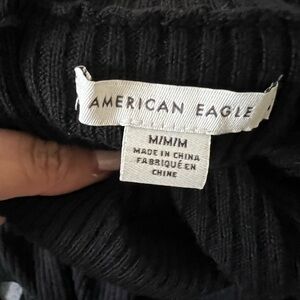 AMERICAN EAGLE
M/M/M
MADE IN CHINA
FABRIQUÉ EN
CHINE